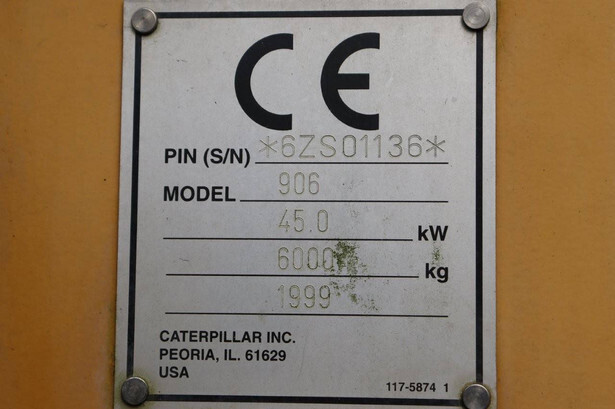 CE
PIN (S/N) *6ZS01136*
MODEL 906
45.0 kW
6000 kg
1999
CATERPILLAR INC.
PEORIA, IL. 61629
USA
117-5874 1